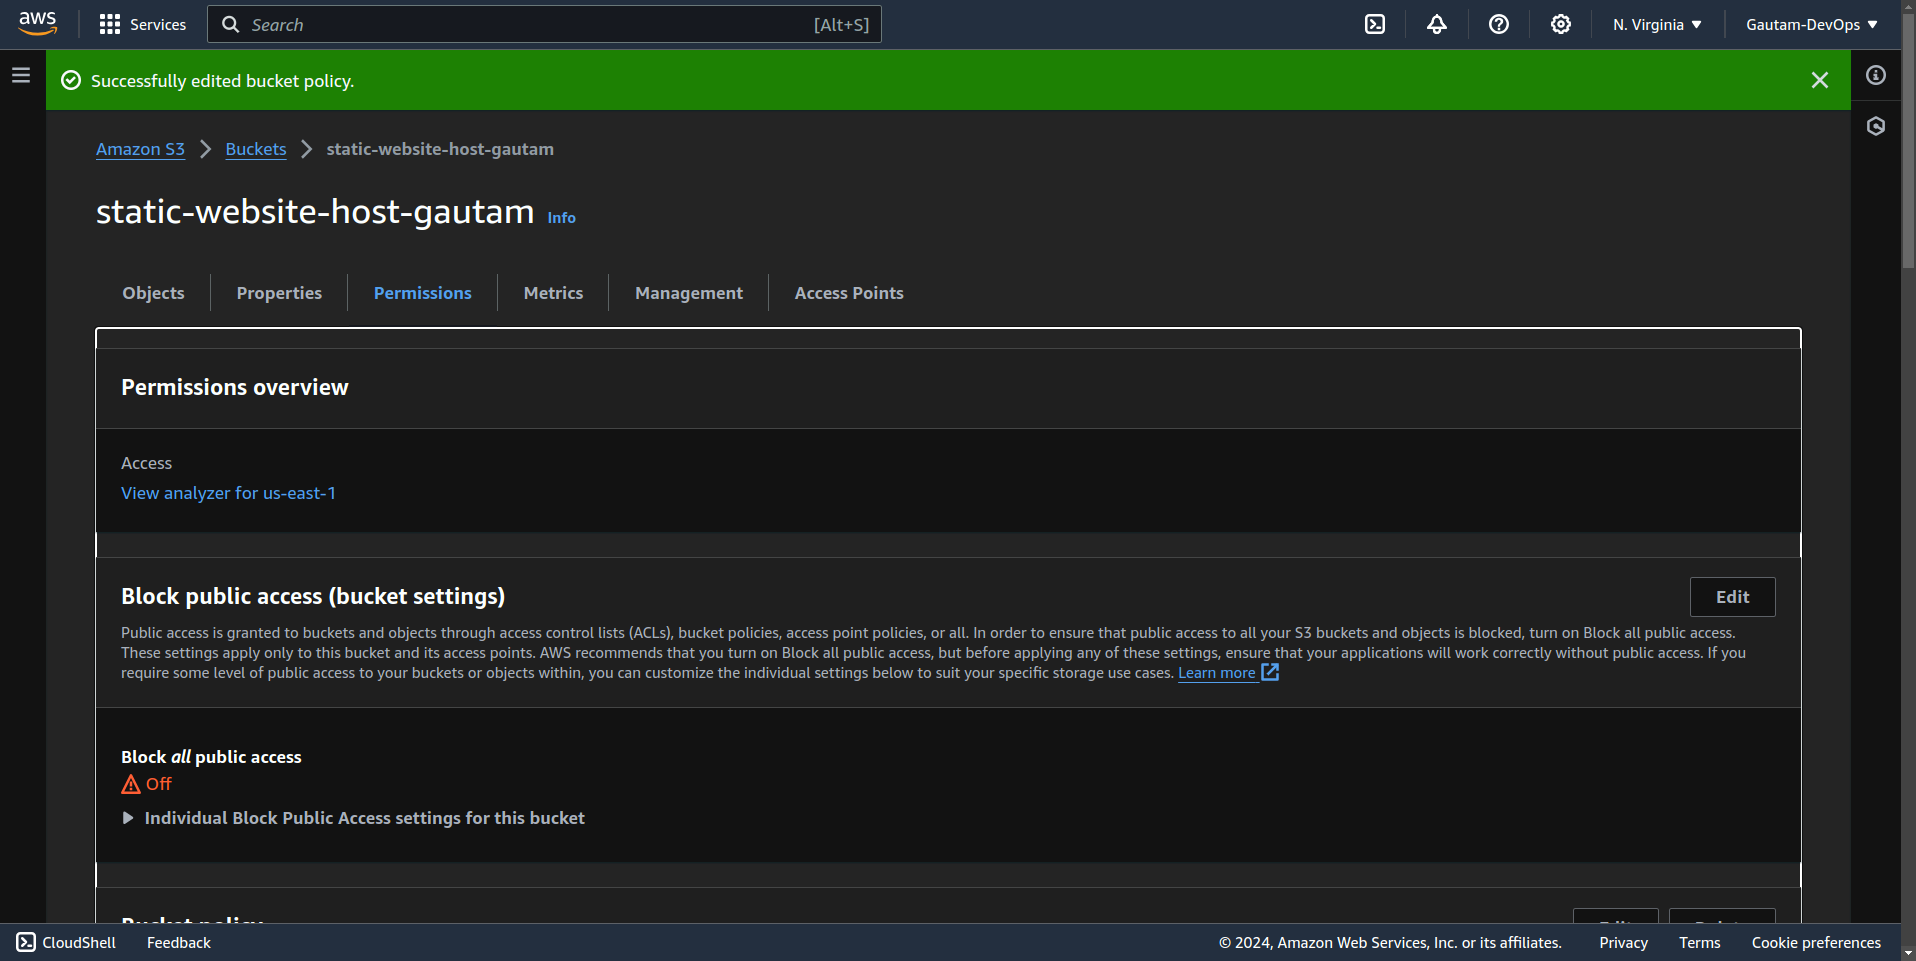 aws
Services
Search
[Alt+S]
N. Virginia
Gautam-DevOps
Successfully edited bucket policy.
Amazon S3
Buckets
static-website-host-gautam
static-website-host-gautam Info
Objects
Properties
Permissions
Metrics
Management
Access Points
Permissions overview
Access
View analyzer for us-east-1
Block public access (bucket settings)
Edit
Public access is granted to buckets and objects through access control lists (ACLs), bucket policies, access point policies, or all. In order to ensure that public access to all your S3 buckets and objects is blocked, turn on Block all public access.
These settings apply only to this bucket and its access points. AWS recommends that you turn on Block all public access, but before applying any of these settings, ensure that your applications will work correctly without public access. If you
require some level of public access to your buckets or objects within, you can customize the individual settings below to suit your specific storage use cases. Learn more
Block all public access
Off
Individual Block Public Access settings for this bucket
Bucket policy
Edit
CloudShell
Feedback
© 2024, Amazon Web Services, Inc. or its affiliates.
Privacy
Terms
Cookie preferences